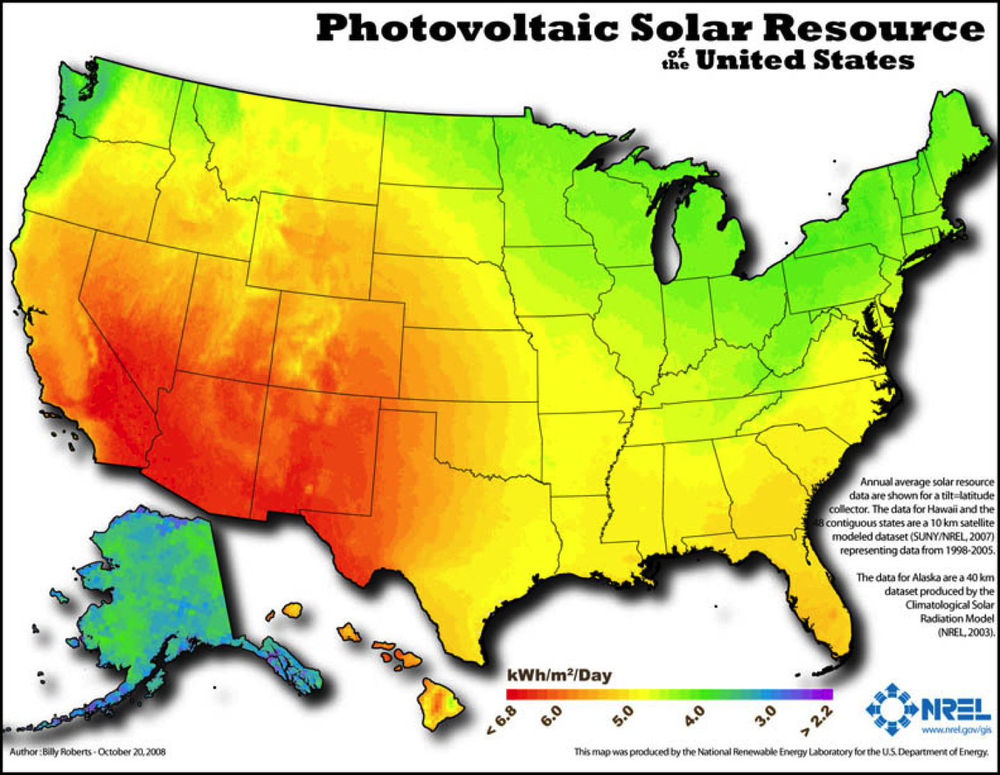 Photovoltaic Solar Resource
of
the United States
Annual average solar resource
data are shown for a tilt=latitude
collector. The data for Hawaii and the
48 contiguous states are a 10 km satellite
modeled dataset (SUNY/NREL, 2007)
representing data from 1998-2005.
The data for Alaska are a 40 km
dataset produced by the
Climatological Solar
Radiation Model
(NREL, 2003).
kWh/m²/Day
< 6.8 6.0 5.0 4.0 3.0 > 2.2
NREL
www.nrel.gov/gis
Author : Billy Roberts - October 20, 2008
This map was produced by the National Renewable Energy Laboratory for the U.S. Department of Energy.